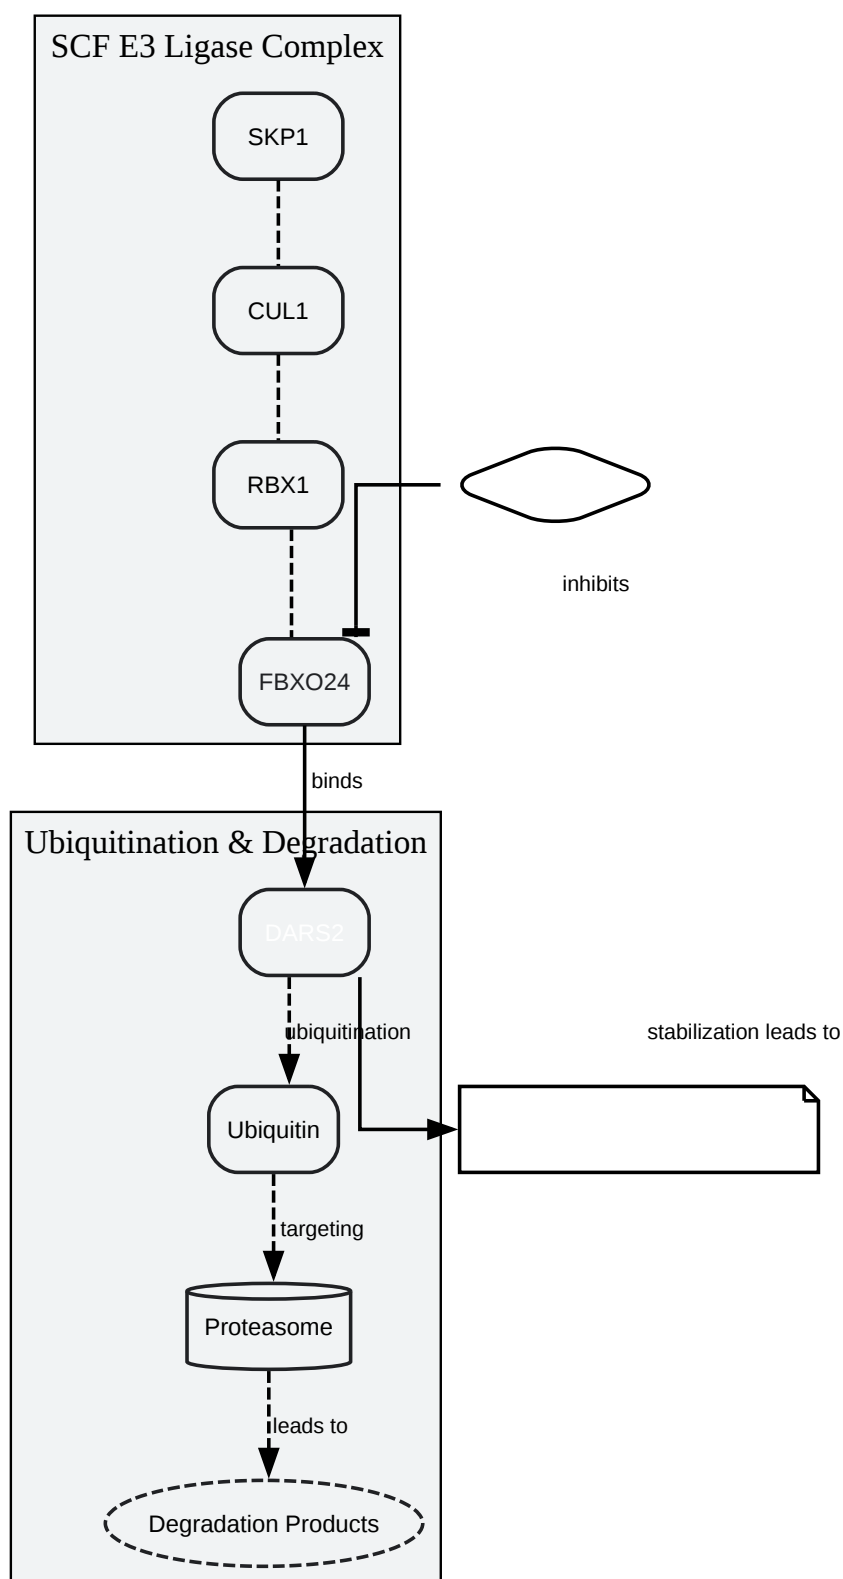 SCF E3 Ligase Complex
SKP1
CUL1
RBX1
inhibits
FBXO24
binds
Ubiquitination & Degradation
DARS2
ubiquitination
stabilization leads to
Ubiquitin
targeting
Proteasome
leads to
Degradation Products